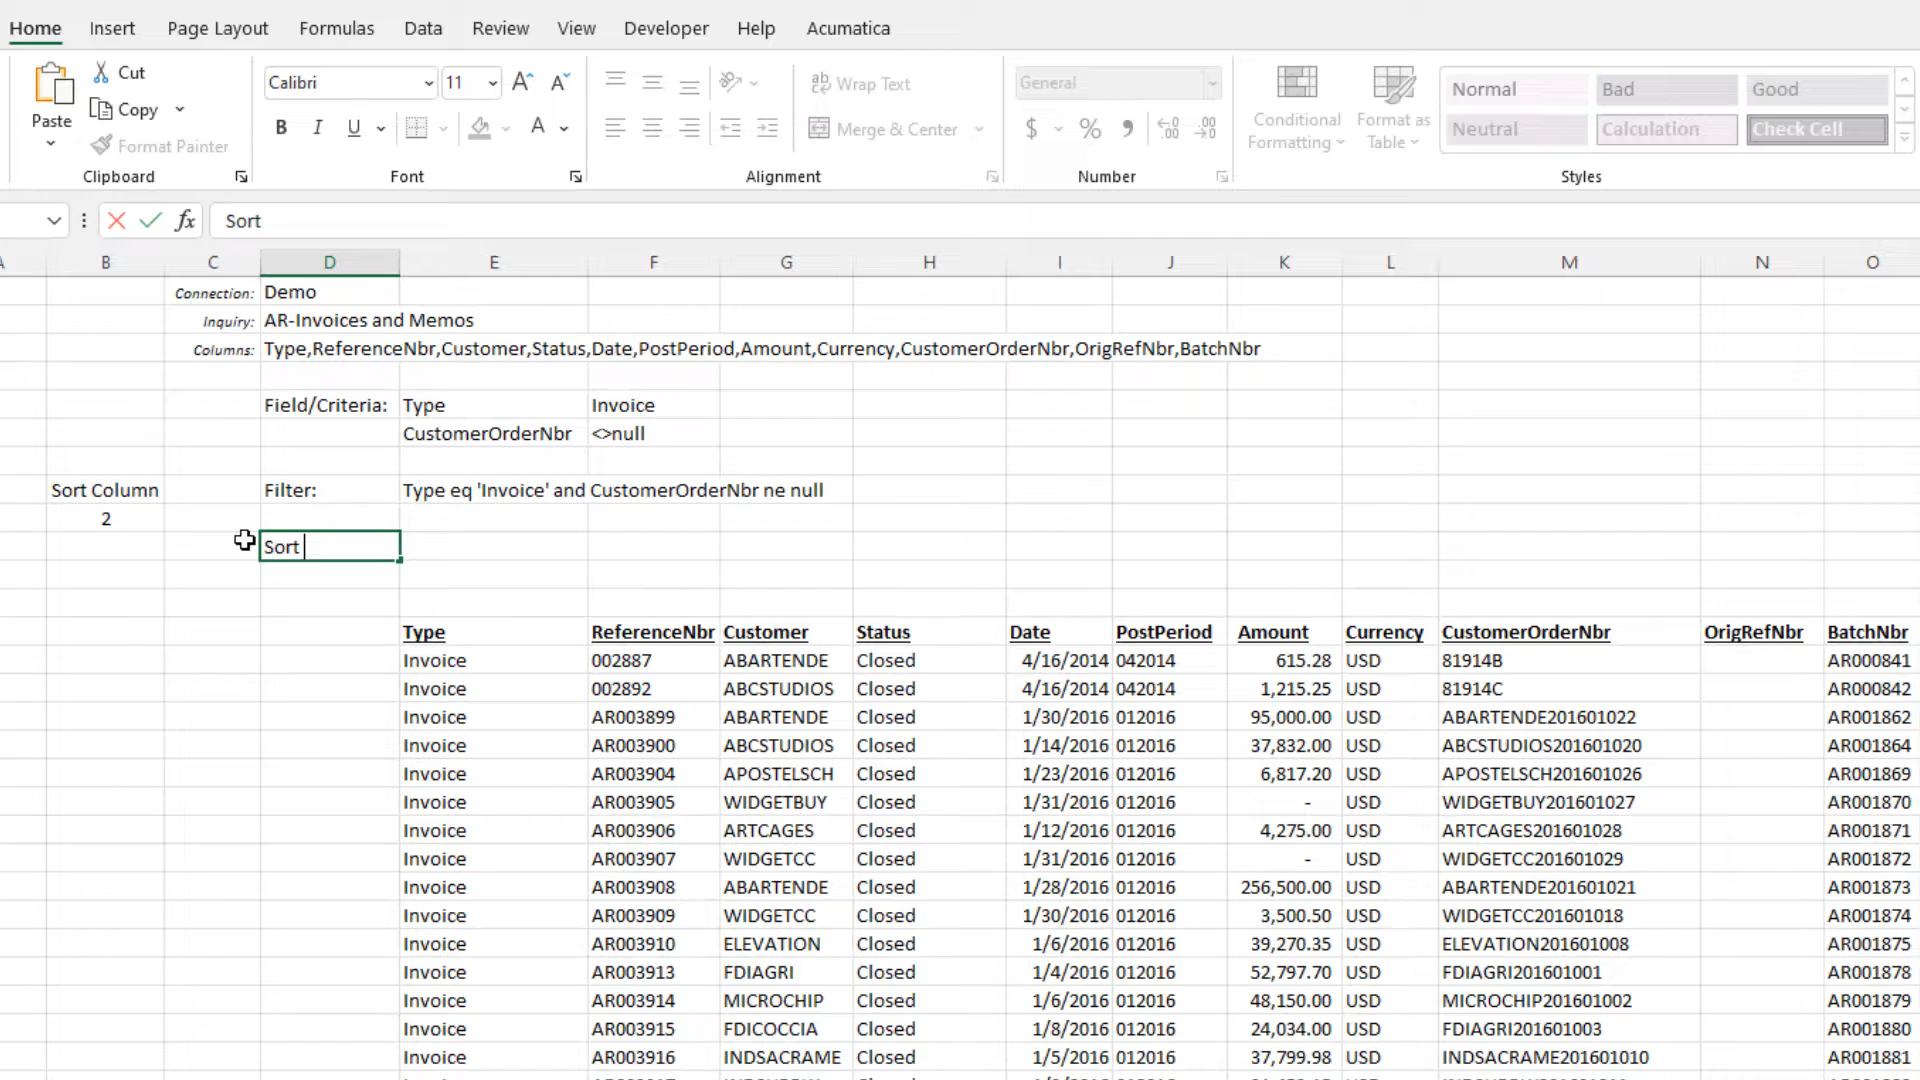 Home Insert Page Layout Formulas Data Review View Developer Help Acumatica
Paste Cut Copy Format Painter
Calibri 11 A A B I U A
ab Wrap Text Merge & Center
General $ % , .00
Conditional Formatting Format as Table
Normal Bad Good
Neutral Calculation Check Cell
Clipboard Font Alignment Number Styles
fx Sort
A B C D E F G H I J K L M N O
Connection: Demo
Inquiry: AR-Invoices and Memos
Columns: Type,ReferenceNbr,Customer,Status,Date,PostPeriod,Amount,Currency,CustomerOrderNbr,OrigRefNbr,BatchNbr
Field/Criteria: Type Invoice
CustomerOrderNbr <>null
Sort Column Filter: Type eq 'Invoice' and CustomerOrderNbr ne null
2
Sort
Type ReferenceNbr Customer Status Date PostPeriod Amount Currency CustomerOrderNbr OrigRefNbr BatchNbr
Invoice 002887 ABARTENDE Closed 4/16/2014 042014 615.28 USD 81914B AR000841
Invoice 002892 ABCSTUDIOS Closed 4/16/2014 042014 1,215.25 USD 81914C AR000842
Invoice AR003899 ABARTENDE Closed 1/30/2016 012016 95,000.00 USD ABARTENDE201601022 AR001862
Invoice AR003900 ABCSTUDIOS Closed 1/14/2016 012016 37,832.00 USD ABCSTUDIOS201601020 AR001864
Invoice AR003904 APOSTELSCH Closed 1/23/2016 012016 6,817.20 USD APOSTELSCH201601026 AR001869
Invoice AR003905 WIDGETBUY Closed 1/31/2016 012016 - USD WIDGETBUY201601027 AR001870
Invoice AR003906 ARTCAGES Closed 1/12/2016 012016 4,275.00 USD ARTCAGES201601028 AR001871
Invoice AR003907 WIDGETCC Closed 1/31/2016 012016 - USD WIDGETCC201601029 AR001872
Invoice AR003908 ABARTENDE Closed 1/28/2016 012016 256,500.00 USD ABARTENDE201601021 AR001873
Invoice AR003909 WIDGETCC Closed 1/30/2016 012016 3,500.50 USD WIDGETCC201601018 AR001874
Invoice AR003910 ELEVATION Closed 1/6/2016 012016 39,270.35 USD ELEVATION201601008 AR001875
Invoice AR003913 FDIAGRI Closed 1/4/2016 012016 52,797.70 USD FDIAGRI201601001 AR001878
Invoice AR003914 MICROCHIP Closed 1/6/2016 012016 48,150.00 USD MICROCHIP201601002 AR001879
Invoice AR003915 FDICOCCIA Closed 1/8/2016 012016 24,034.00 USD FDIAGRI201601003 AR001880
Invoice AR003916 INDSACRAME Closed 1/5/2016 012016 37,799.98 USD INDSACRAME201601010 AR001881